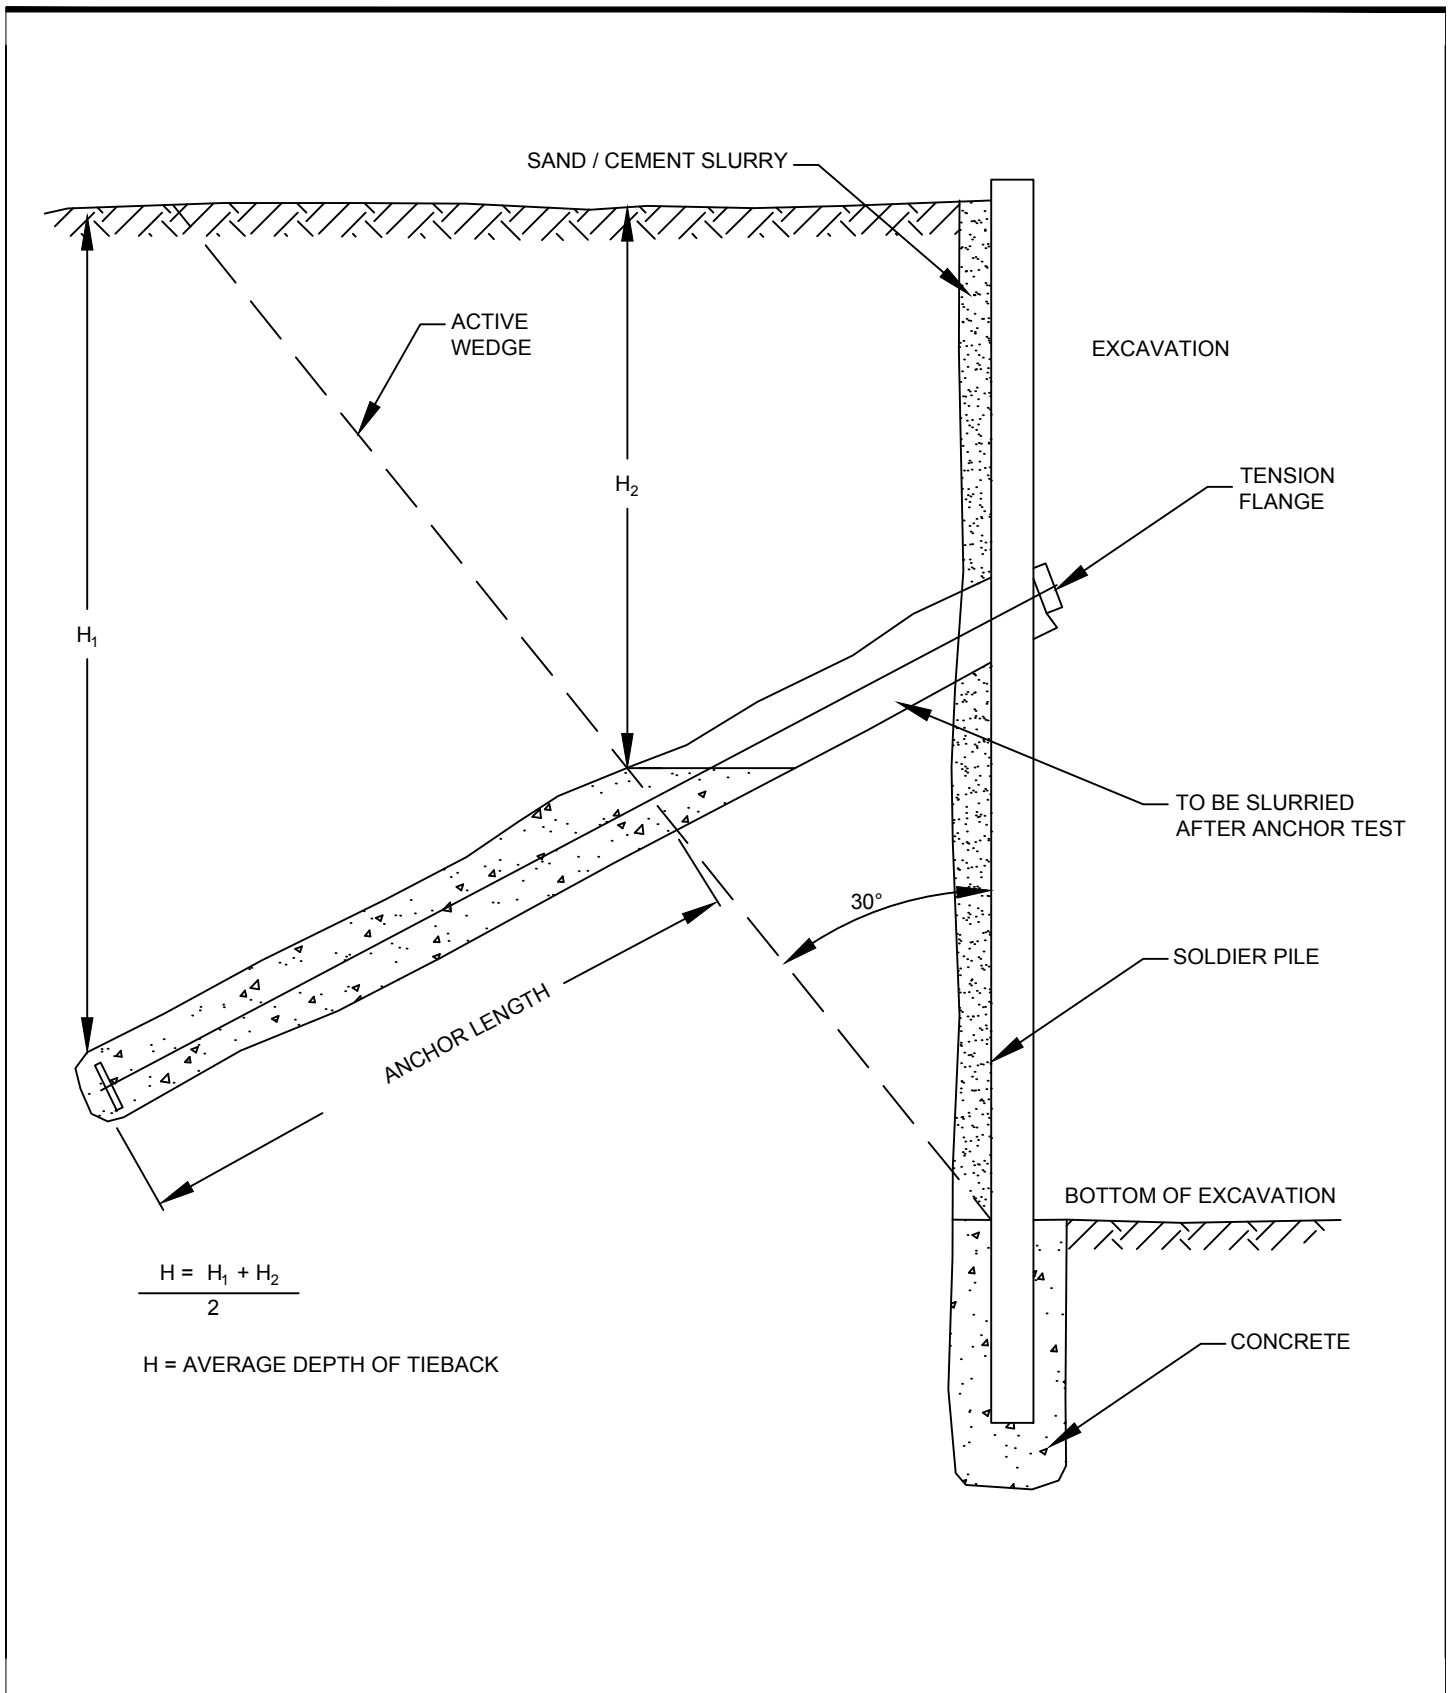 SAND / CEMENT SLURRY
ACTIVE
WEDGE
EXCAVATION
H₂
TENSION
FLANGE
H₁
TO BE SLURRIED
AFTER ANCHOR TEST
30°
SOLDIER PILE
ANCHOR LENGTH
BOTTOM OF EXCAVATION
H = H₁ + H₂
2
CONCRETE
H = AVERAGE DEPTH OF TIEBACK